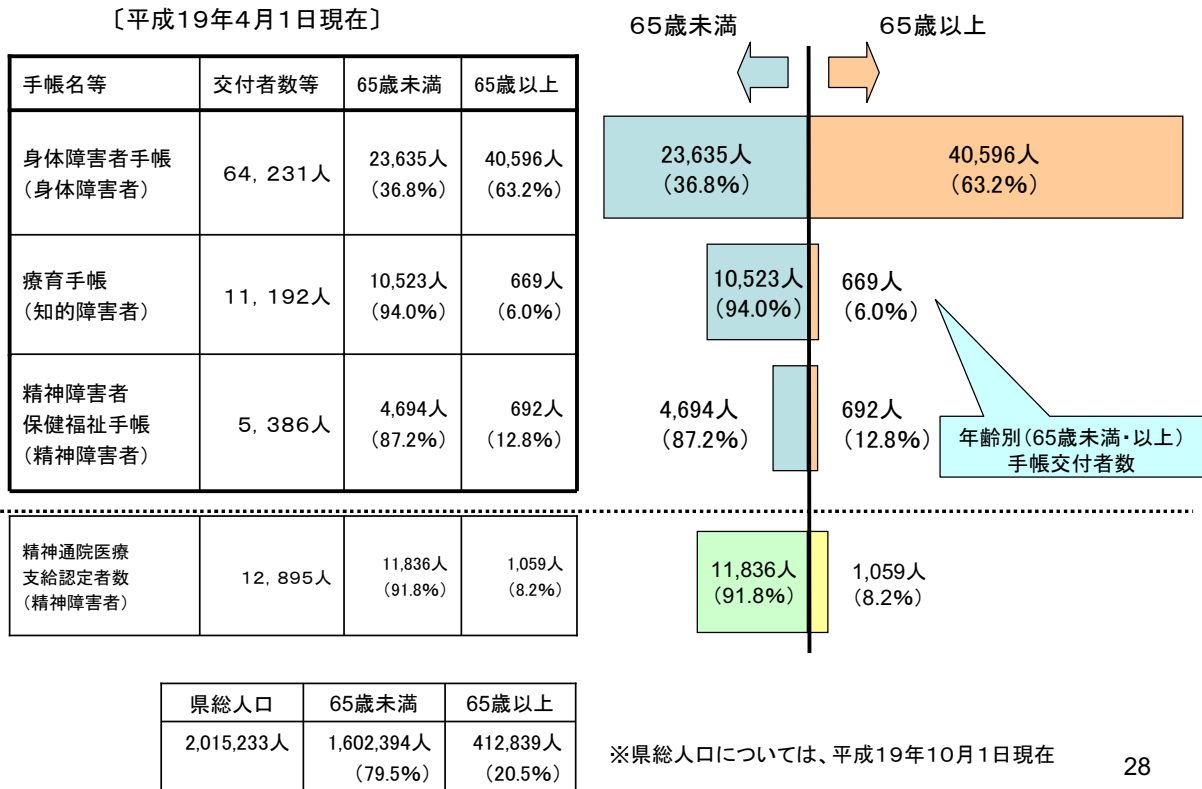 〔平成19年4月1日現在〕
65歳未満 65歳以上
手帳名等 交付者数等 65歳未満 65歳以上
身体障害者手帳
(身体障害者)
64,231人
23,635人
(36.8%)
40,596人
(63.2%)
療育手帳
(知的障害者)
11,192人
10,523人
(94.0%)
669人
(6.0%)
精神障害者
保健福祉手帳
(精神障害者)
5,386人
4,694人
(87.2%)
692人
(12.8%)
精神通院医療
支給認定者数
(精神障害者)
12,895人
11,836人
(91.8%)
1,059人
(8.2%)
23,635人
(36.8%)
40,596人
(63.2%)
10,523人
(94.0%)
669人
(6.0%)
4,694人
(87.2%)
692人
(12.8%)
年齢別(65歳未満・以上)
手帳交付者数
11,836人
(91.8%)
1,059人
(8.2%)
県総人口 65歳未満 65歳以上
2,015,233人 1,602,394人 412,839人
(79.5%) (20.5%)
※県総人口については、平成19年10月1日現在
28